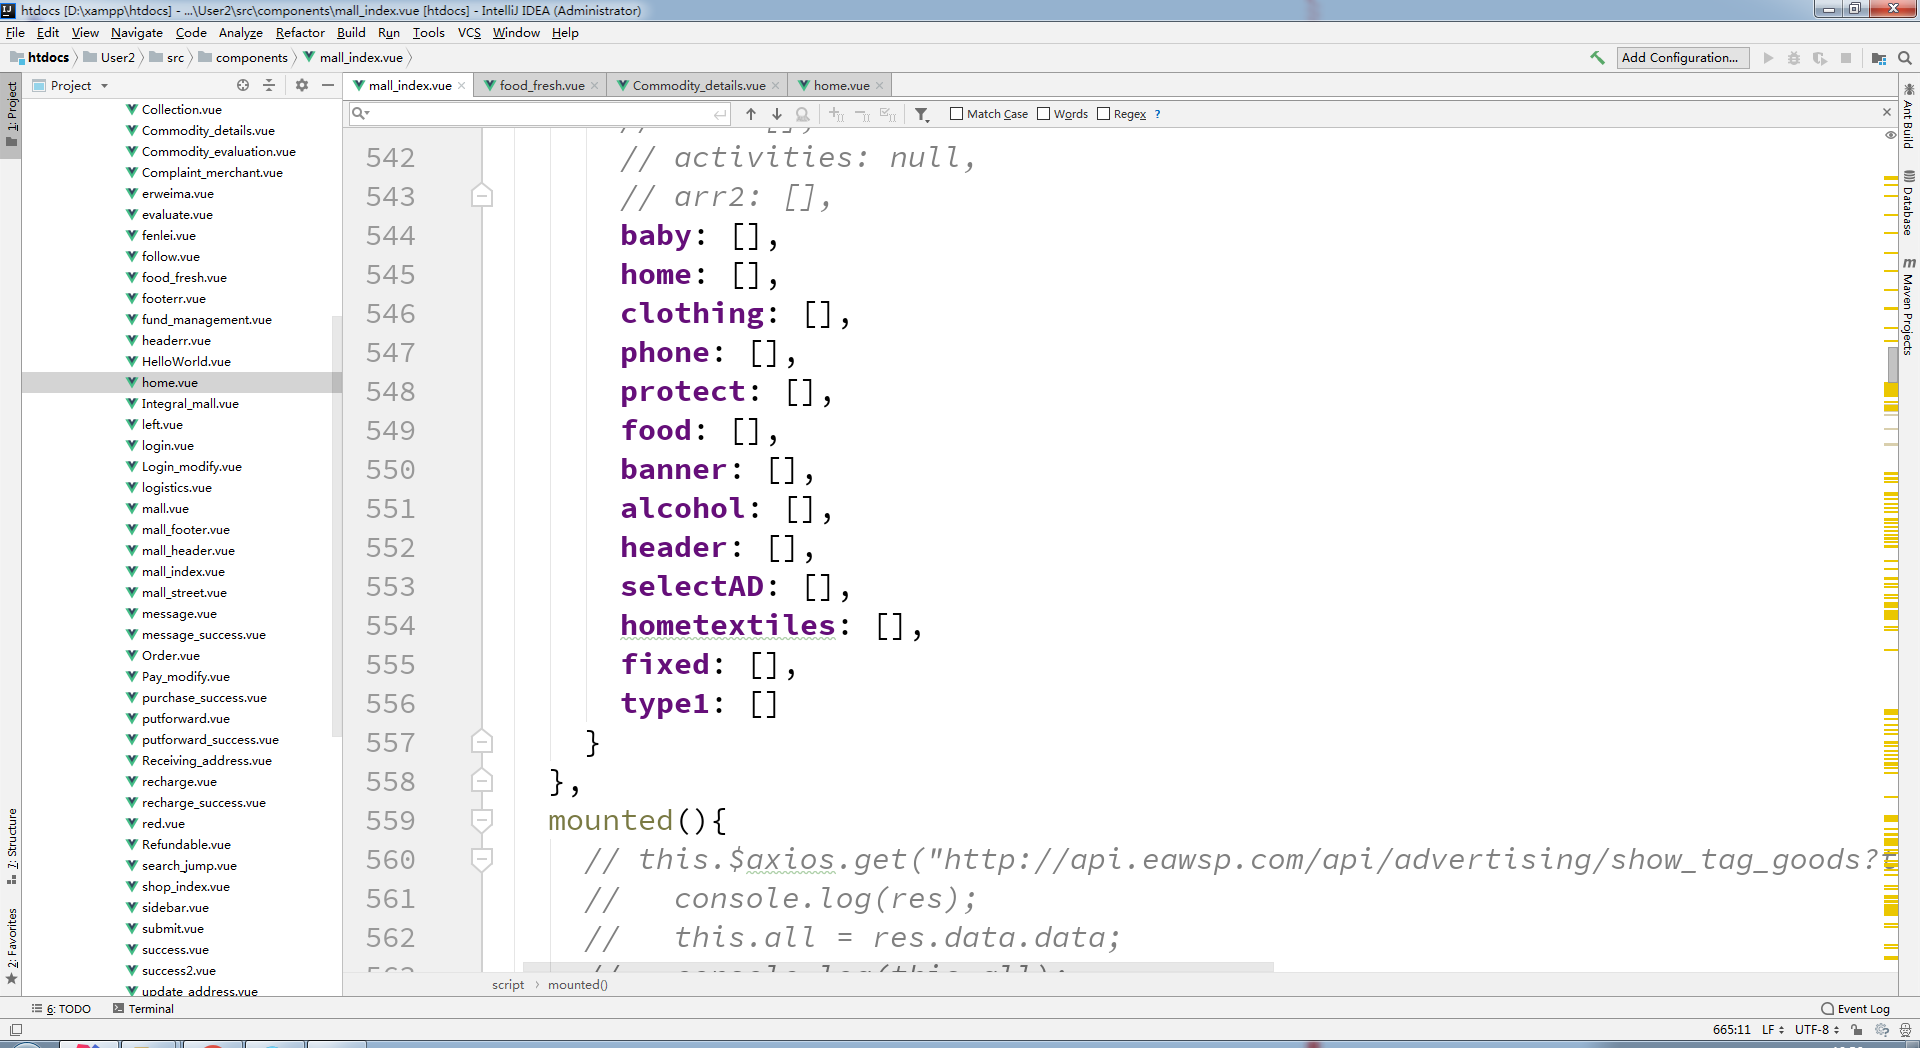 htdocs [D:\xampp\htdocs] - ...\User2\src\components\mall_index.vue [htdocs] - IntelliJ IDEA (Administrator)
File Edit View Navigate Code Analyze Refactor Build Run Tools VCS Window Help
htdocs User2 src components mall_index.vue Add Configuration...
Project
mall_index.vue food_fresh.vue Commodity_details.vue home.vue
Match Case Words Regex ?
1: Project
7: Structure
2: Favorites
Collection.vue
Commodity_details.vue
Commodity_evaluation.vue
Complaint_merchant.vue
erweima.vue
evaluate.vue
fenlei.vue
follow.vue
food_fresh.vue
footerr.vue
fund_management.vue
headerr.vue
HelloWorld.vue
home.vue
Integral_mall.vue
left.vue
login.vue
Login_modify.vue
logistics.vue
mall.vue
mall_footer.vue
mall_header.vue
mall_index.vue
mall_street.vue
message.vue
message_success.vue
Order.vue
Pay_modify.vue
purchase_success.vue
putforward.vue
putforward_success.vue
Receiving_address.vue
recharge.vue
recharge_success.vue
red.vue
Refundable.vue
search_jump.vue
shop_index.vue
sidebar.vue
submit.vue
success.vue
success2.vue
update_address.vue
542 // activities: null,
543 // arr2: [],
544 baby: [],
545 home: [],
546 clothing: [],
547 phone: [],
548 protect: [],
549 food: [],
550 banner: [],
551 alcohol: [],
552 header: [],
553 selectAD: [],
554 hometextiles: [],
555 fixed: [],
556 type1: []
557 }
558 },
559 mounted(){
560 // this.$axios.get("http://api.eawsp.com/api/advertising/show_tag_goods?t
561 // console.log(res);
562 // this.all = res.data.data;
563 // console.log(this.all);
script mounted()
Ant Build
Database
Maven Projects
6: TODO Terminal Event Log
665:11 LF UTF-8